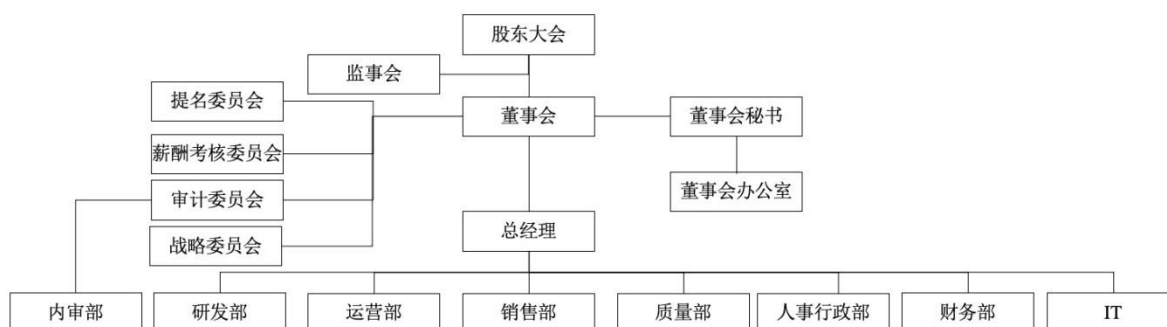 股东大会
监事会
提名委员会
董事会
董事会秘书
薪酬考核委员会
审计委员会
董事会办公室
战略委员会
总经理
内审部
研发部
运营部
销售部
质量部
人事行政部
财务部
IT